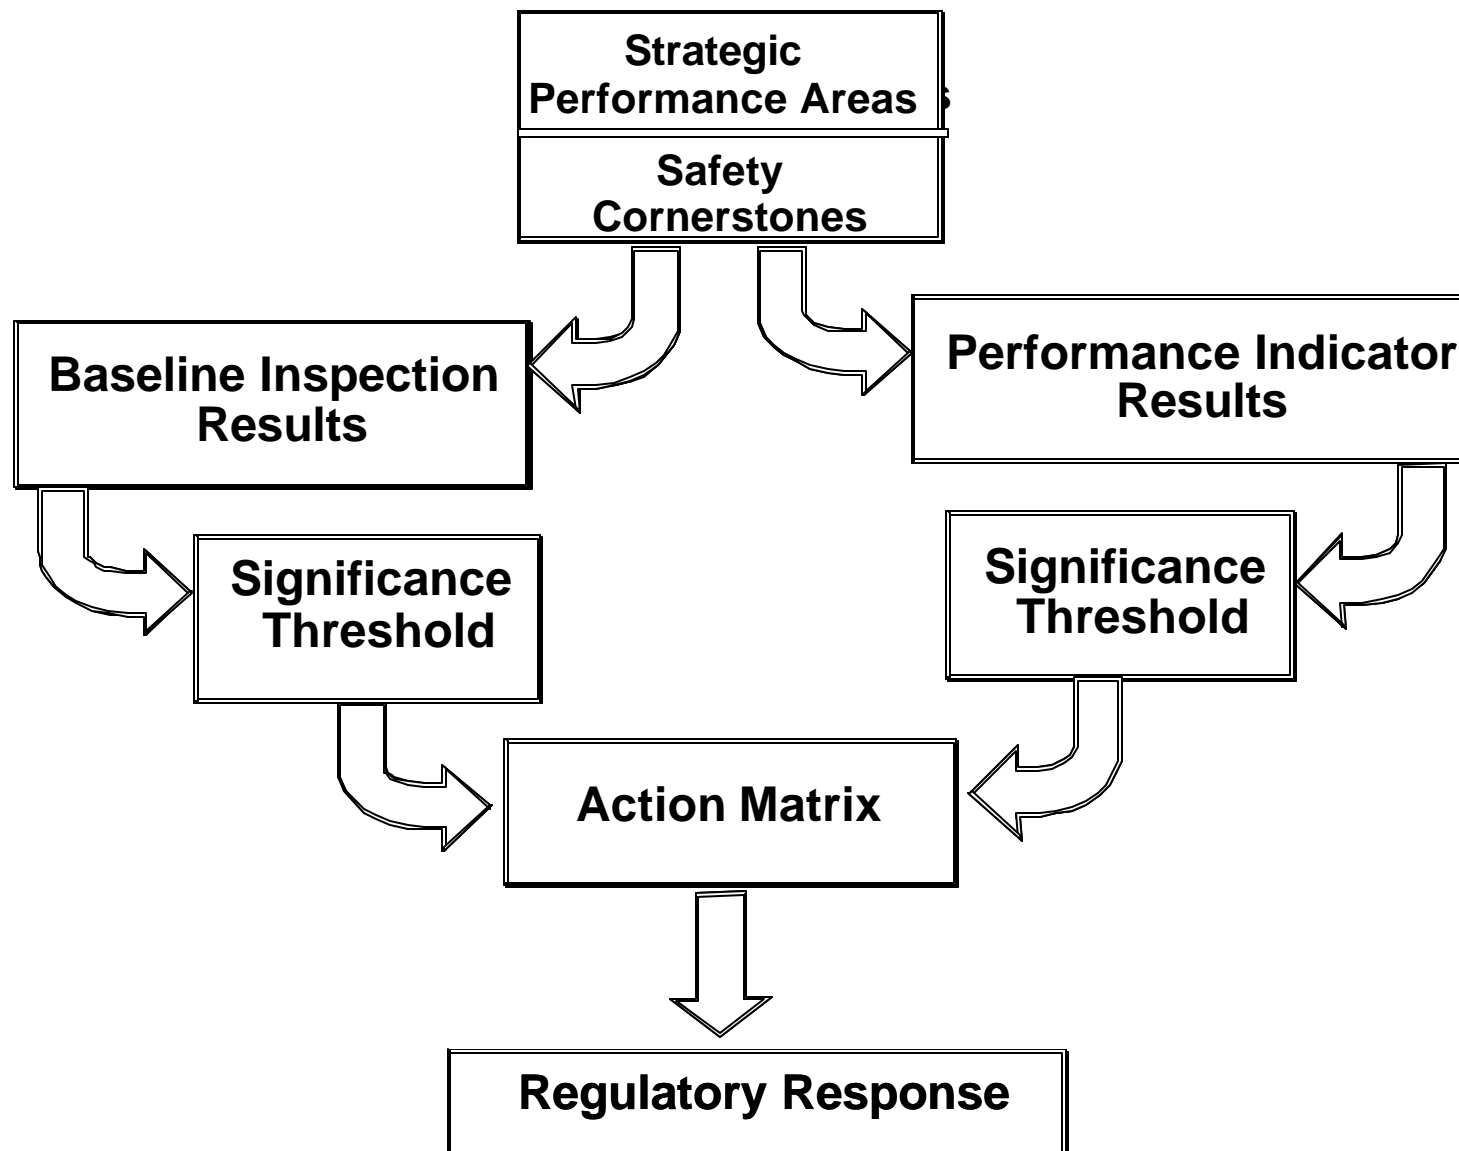 Strategic
Performance Areas
Safety
Cornerstones
Baseline Inspection
Results
Performance Indicator
Results
Significance
Threshold
Significance
Threshold
Action Matrix
Regulatory Response